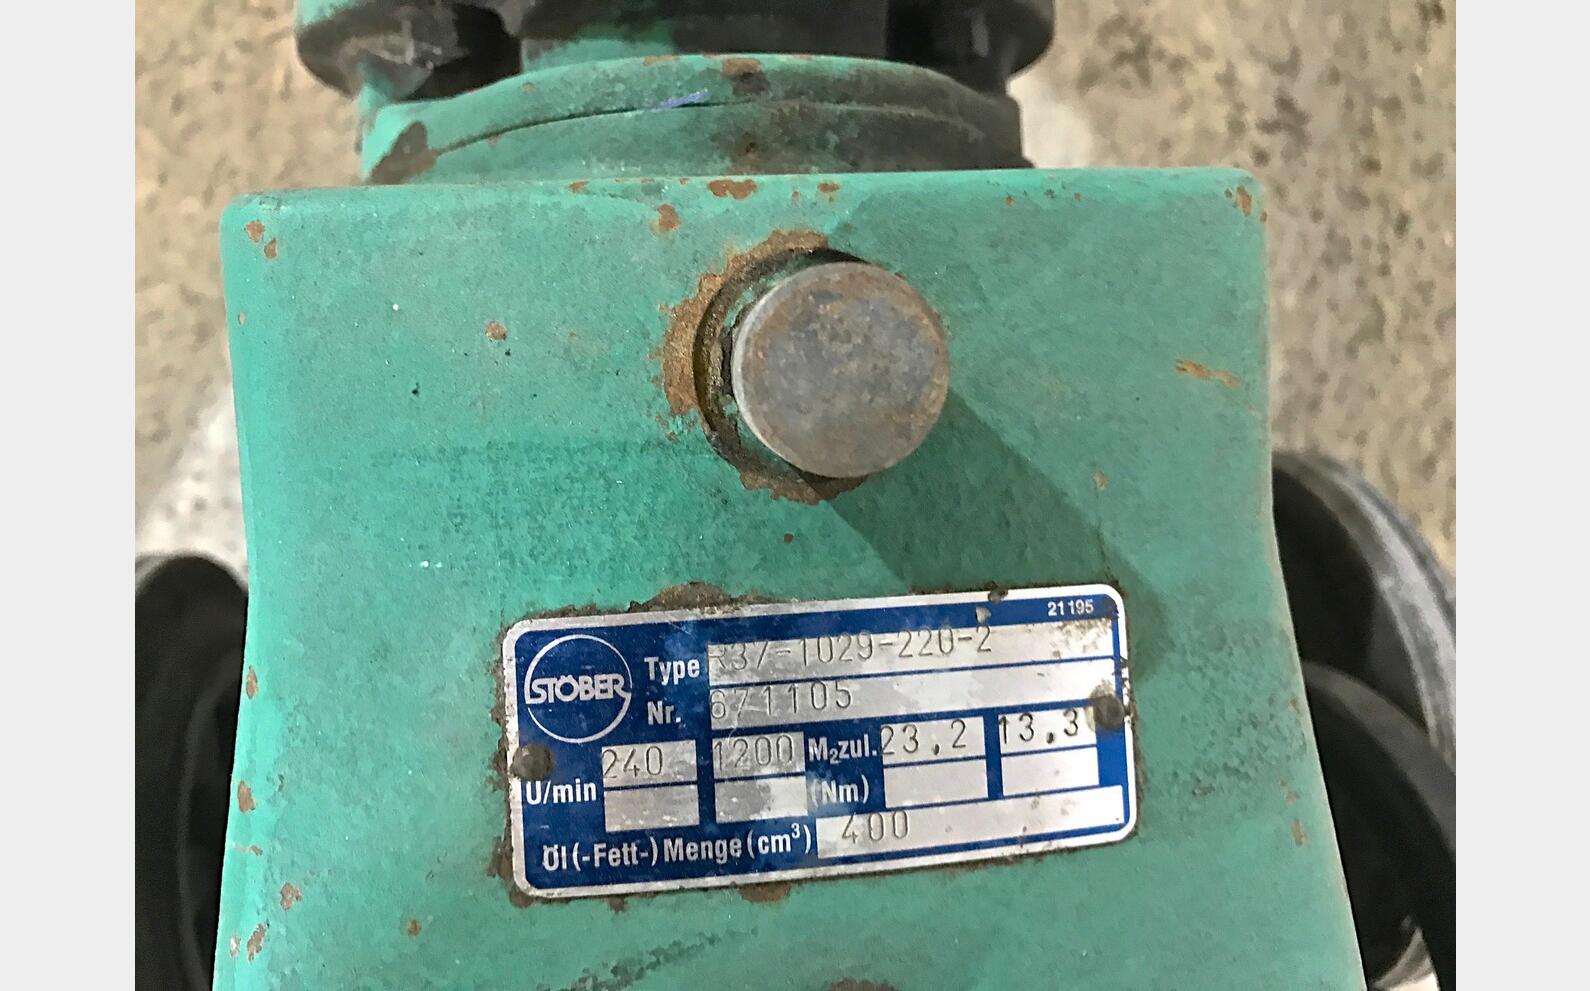 21195
STÖBER
Type R37-1029-220-2
Nr. 671105
U/min 240 1200 M₂zul. (Nm) 23,2 13,3
Öl (-Fett-) Menge (cm³) 400